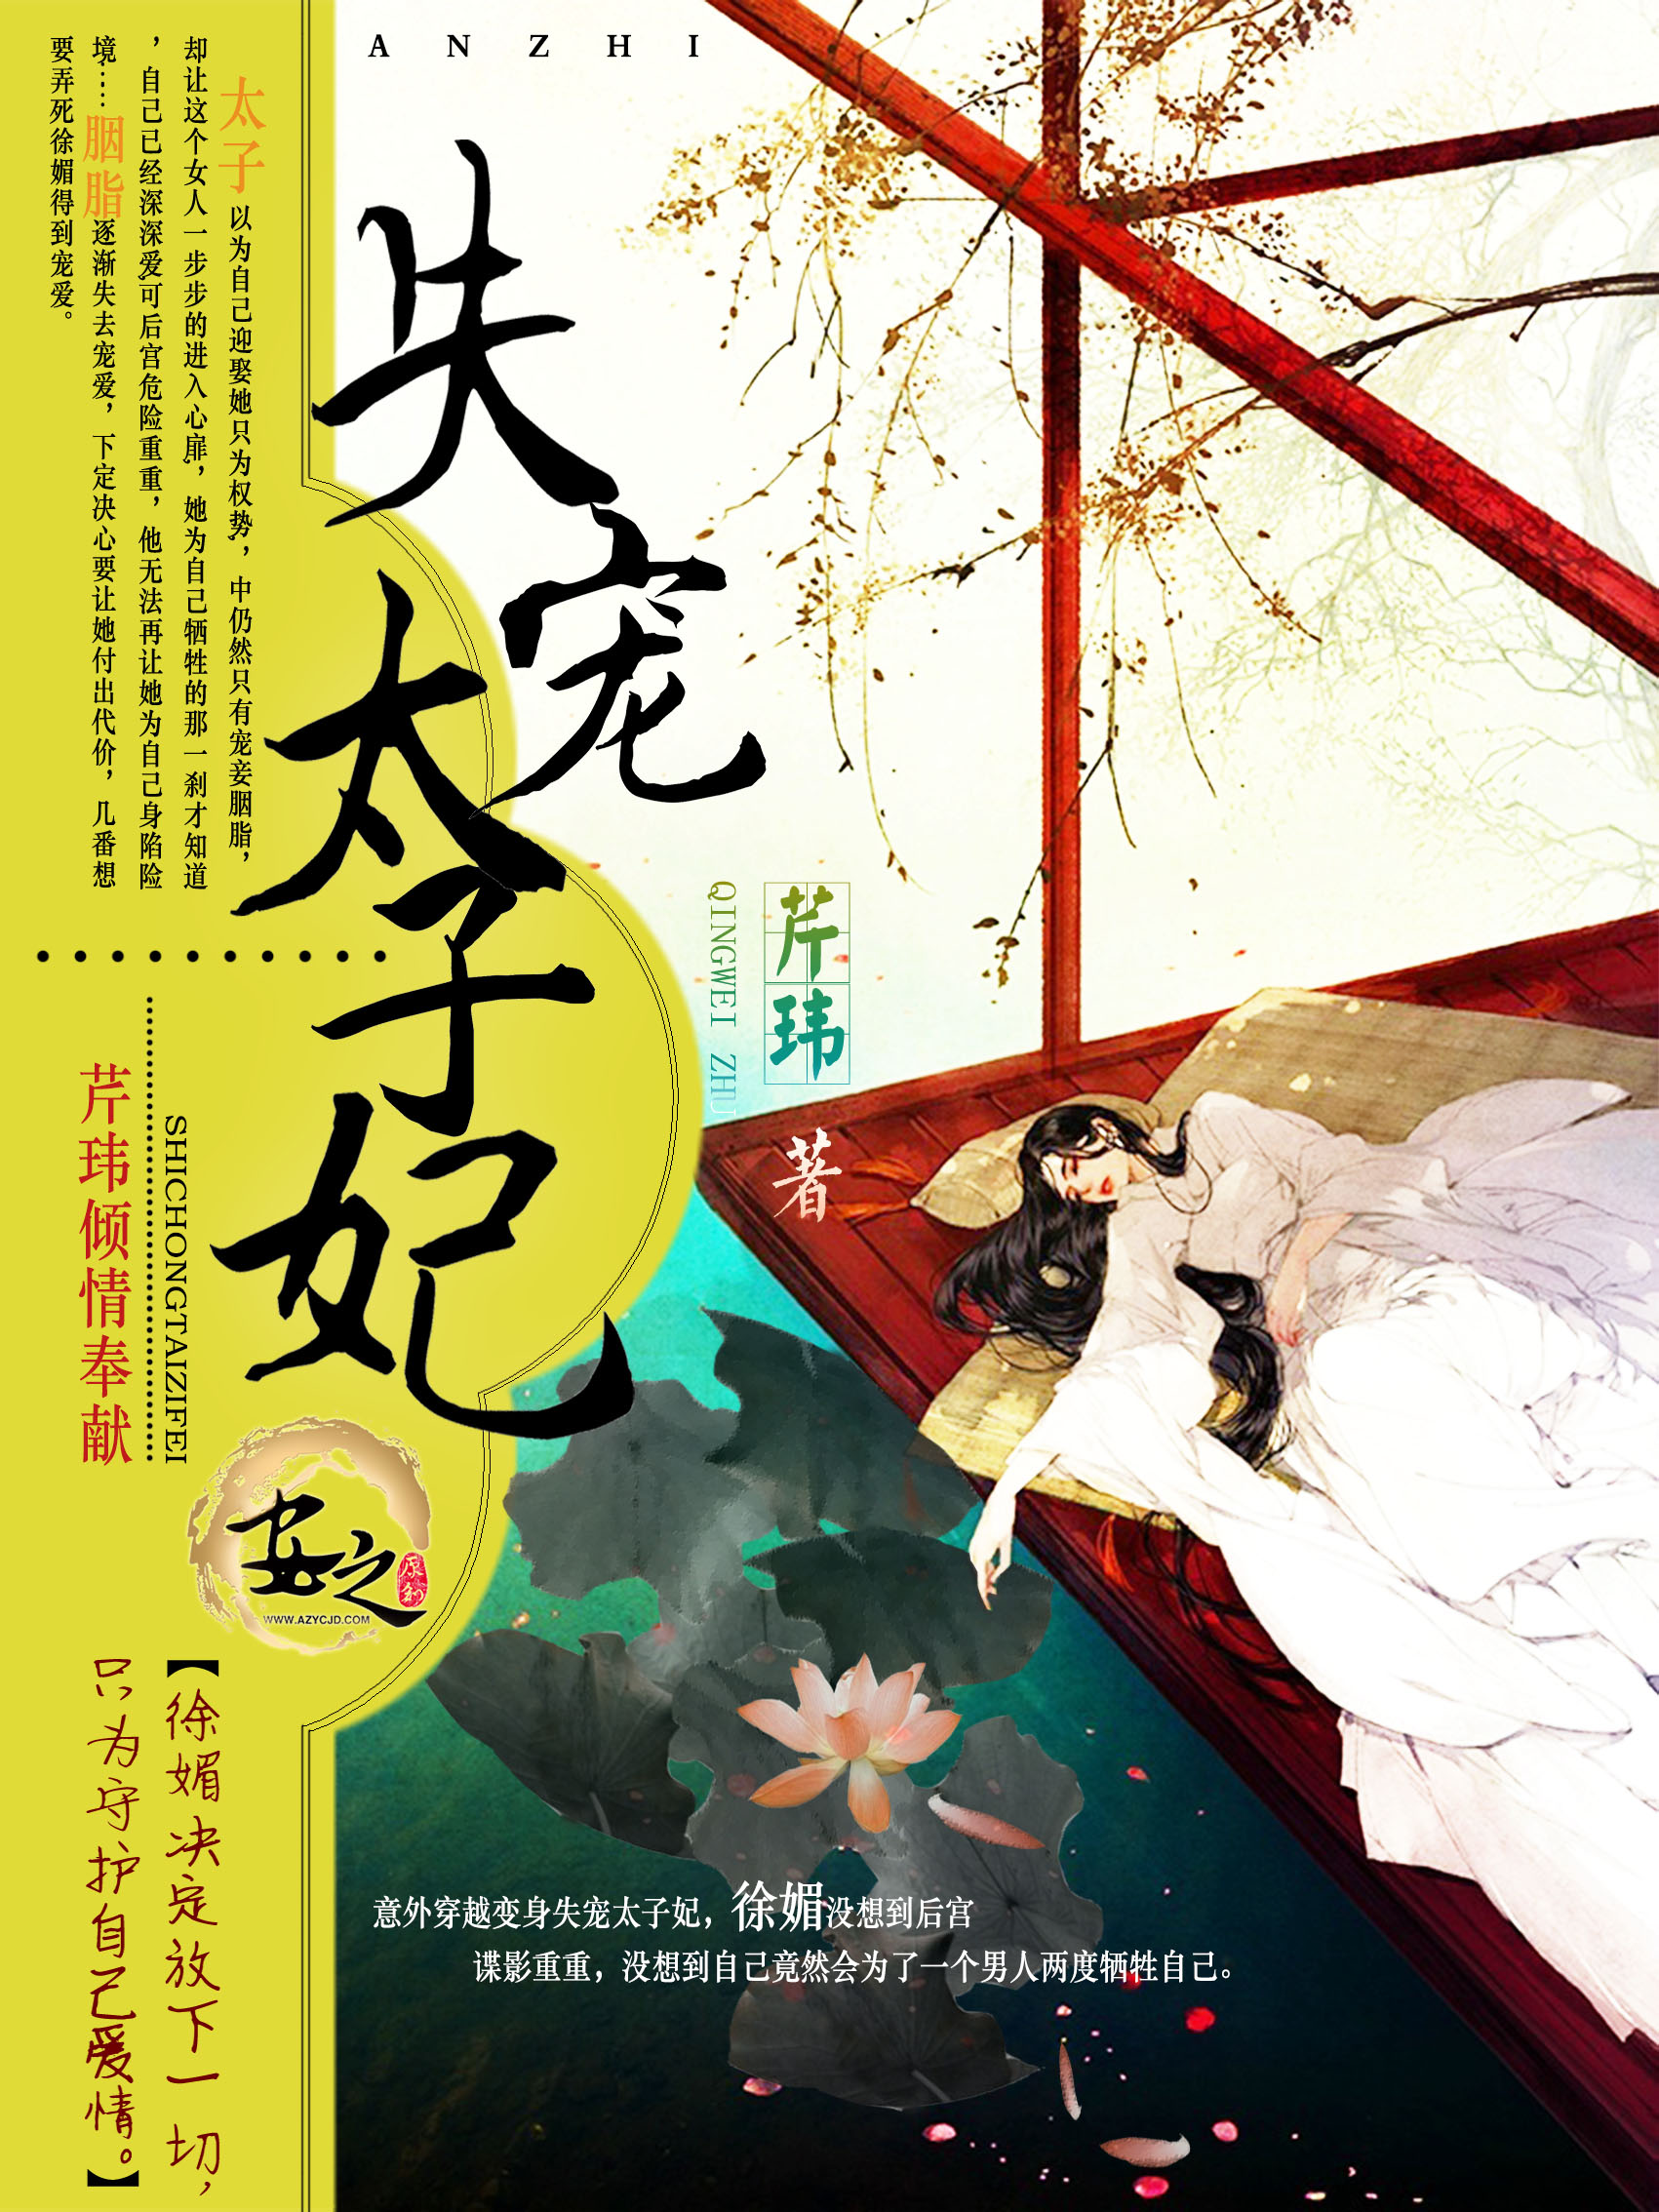 ANZHI
太子以为自己迎娶她只为权势，中仍然只有宠妾胭脂，
却让这个女人一步步的进入心扉，她为自己牺牲的那一刹才知道
，自己已经深深爱可后宫危险重重，他无法再让她为自己身陷险
境……胭脂逐渐失去宠爱，下定决心要让她付出代价，几番想
要弄死徐媚得到宠爱。
失宠
太子妃
芹玮
QINGWEI ZHU
著
SHICHONGTAIZIFEI
芹玮倾情奉献
安之
原创
WWW.AZYCJD.COM
【徐媚决定放下一切，
只为守护自己爱情。】
意外穿越变身失宠太子妃，徐媚没想到后宫
谍影重重，没想到自己竟然会为了一个男人两度牺牲自己。